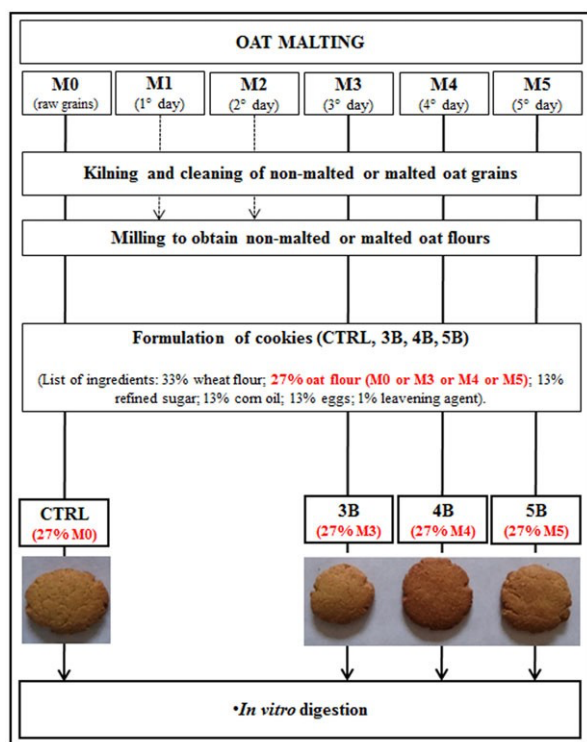 OAT MALTING
M0 M1 M2 M3 M4 M5
(raw grains) (1° day) (2° day) (3° day) (4° day) (5° day)
Kilning and cleaning of non-malted or malted oat grains
Milling to obtain non-malted or malted oat flours
Formulation of cookies (CTRL, 3B, 4B, 5B)
(List of ingredients: 33% wheat flour; 27% oat flour (M0 or M3 or M4 or M5); 13%
refined sugar; 13% corn oil; 13% eggs; 1% leavening agent).
CTRL 3B 4B 5B
(27% M0) (27% M3) (27% M4) (27% M5)
•In vitro digestion